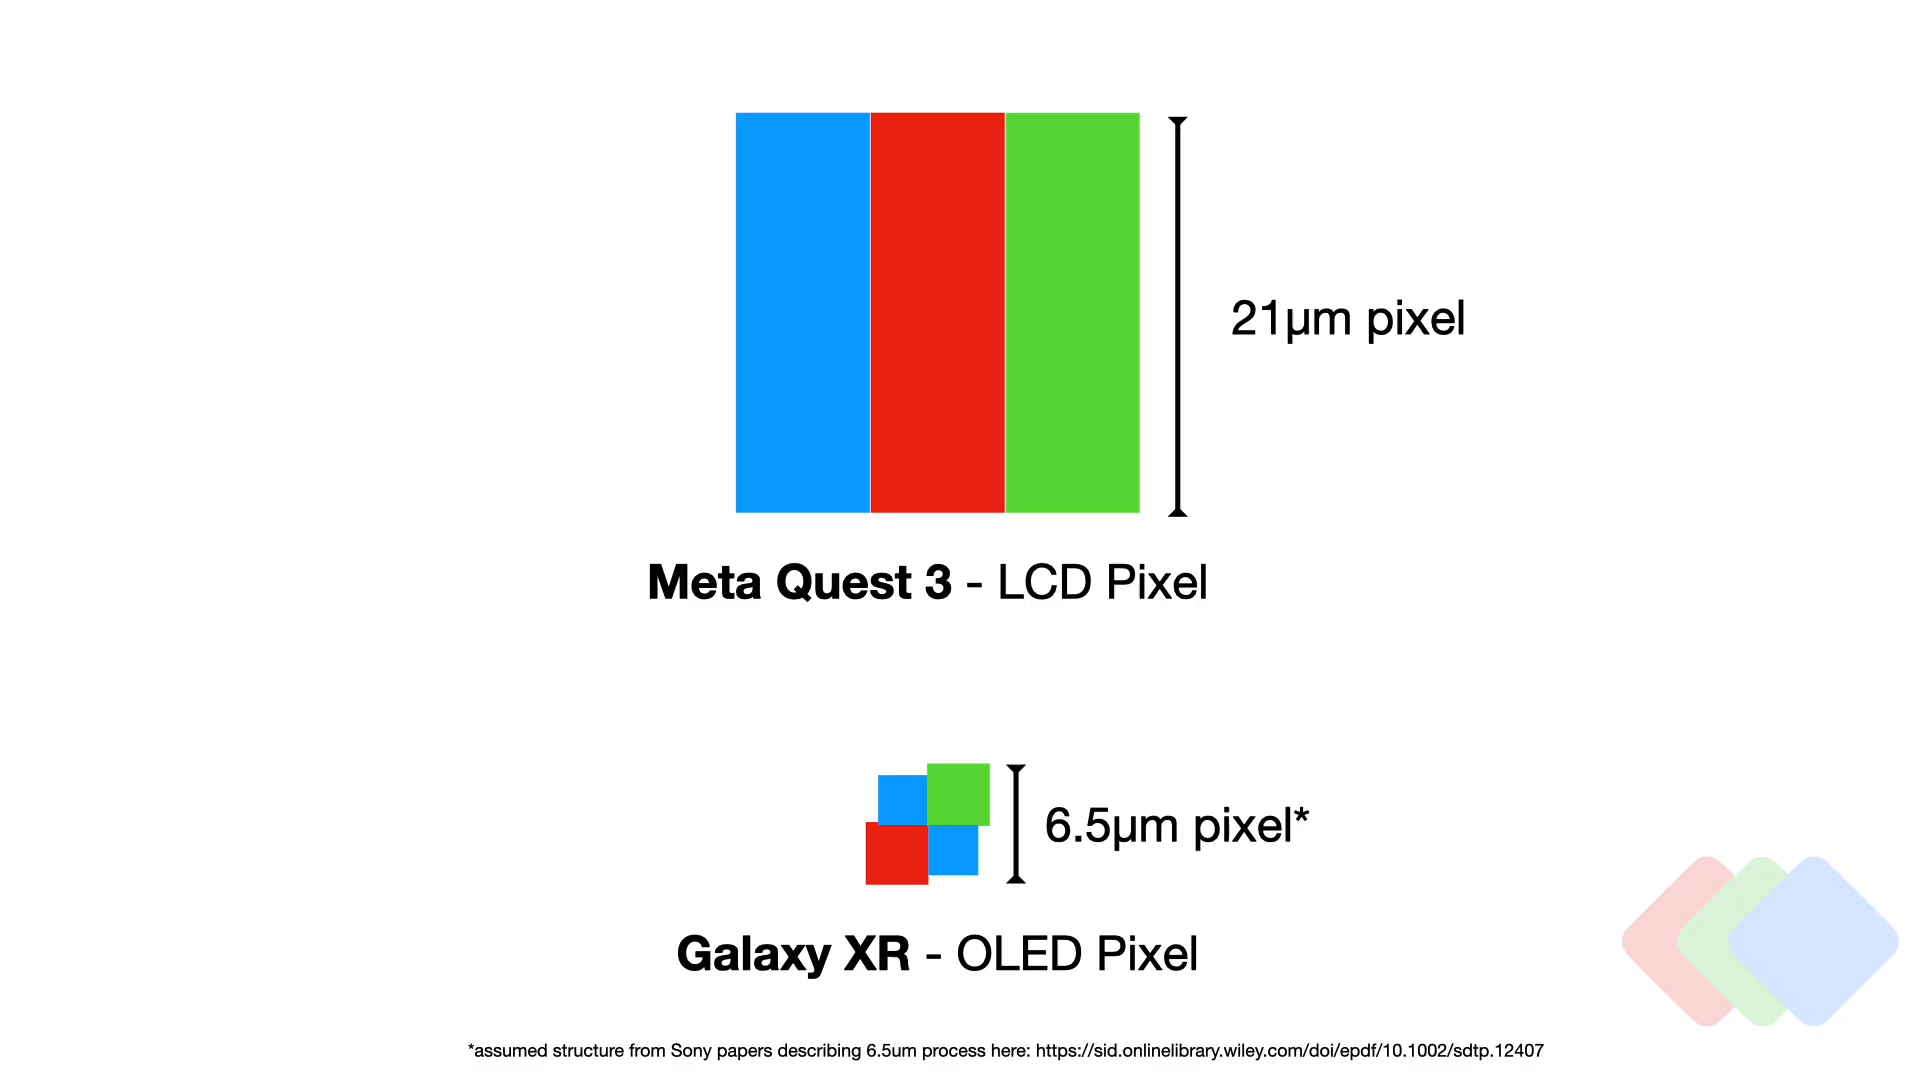 21µm pixel
Meta Quest 3 - LCD Pixel
6.5µm pixel*
Galaxy XR - OLED Pixel
*assumed structure from Sony papers describing 6.5um process here: https://sid.onlinelibrary.wiley.com/doi/epdf/10.1002/sdtp.12407